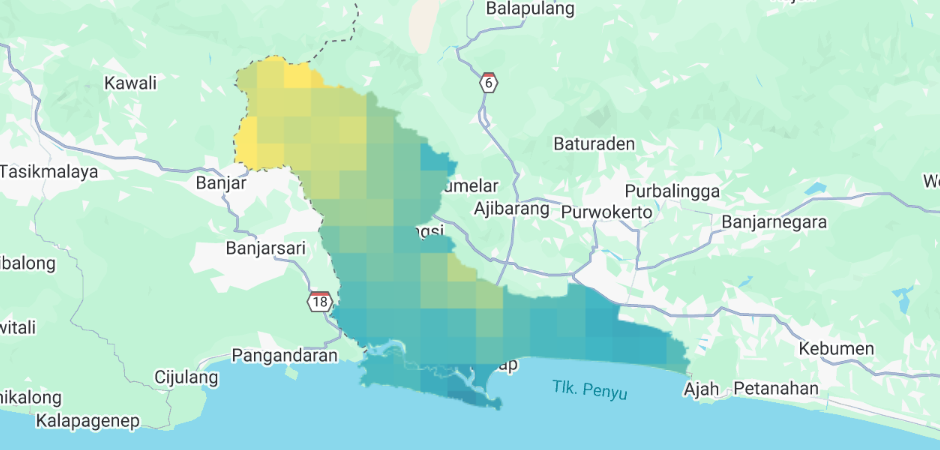 Balapulang
Kawali
6
Baturaden
Tasikmalaya
Banjar
Purbalingga
Ajibarang
Purwokerto
Banjarnegara
Banjarsari
18
Pangandaran
Kebumen
Cijulang
Tlk. Penyu
Ajah
Petanahan
Kalapagenep